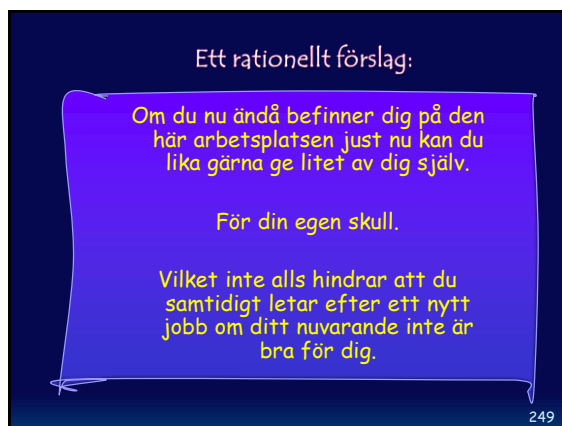 Ett rationellt förslag:
Om du nu ändå befinner dig på den
här arbetsplatsen just nu kan du
lika gärna ge litet av dig själv.
För din egen skull.
Vilket inte alls hindrar att du
samtidigt letar efter ett nytt
jobb om ditt nuvarande inte är
bra för dig.
249